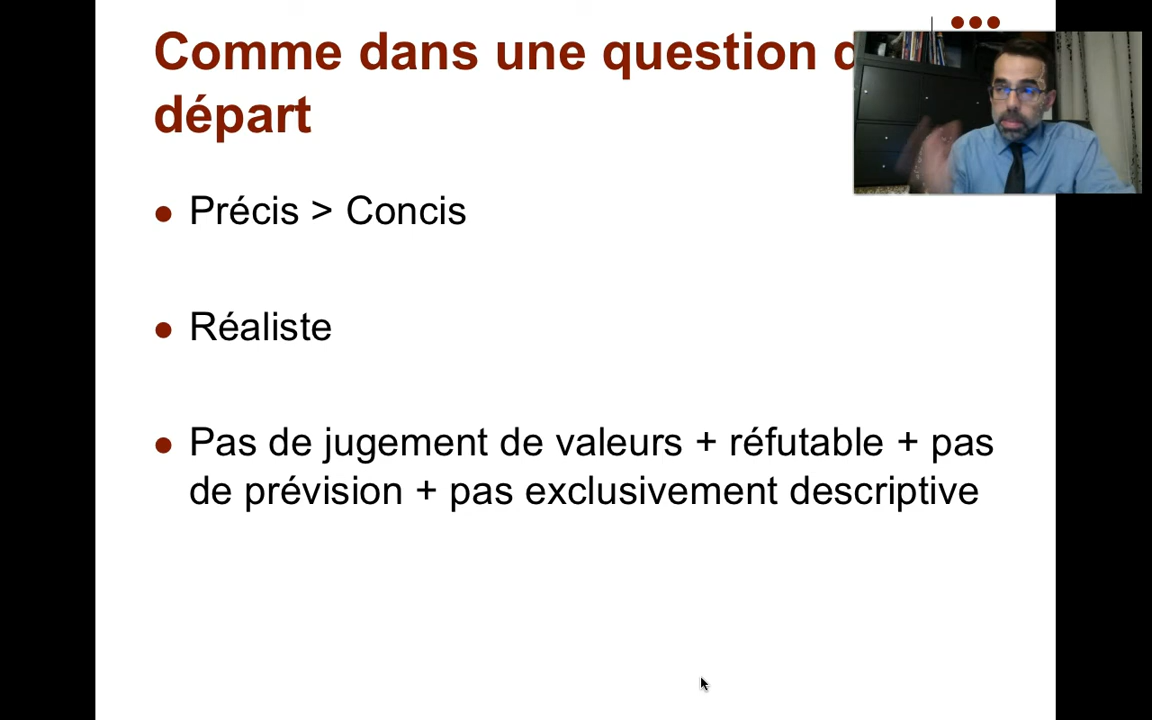 Comme dans une question
départ
• Précis > Concis
• Réaliste
• Pas de jugement de valeurs + réfutable + pas
de prévision + pas exclusivement descriptive